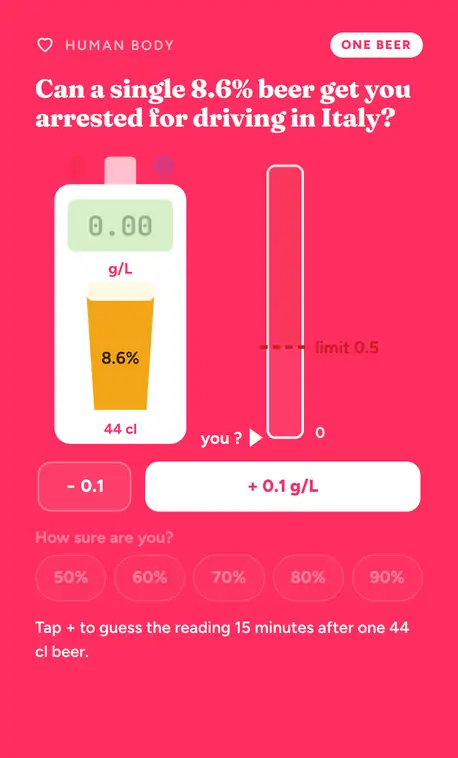 HUMAN BODY
ONE BEER
Can a single 8.6% beer get you
arrested for driving in Italy?
0.00
g/L
8.6%
44 cl
limit 0.5
you ?
0
− 0.1
+ 0.1 g/L
How sure are you?
50%
60%
70%
80%
90%
Tap + to guess the reading 15 minutes after one 44
cl beer.